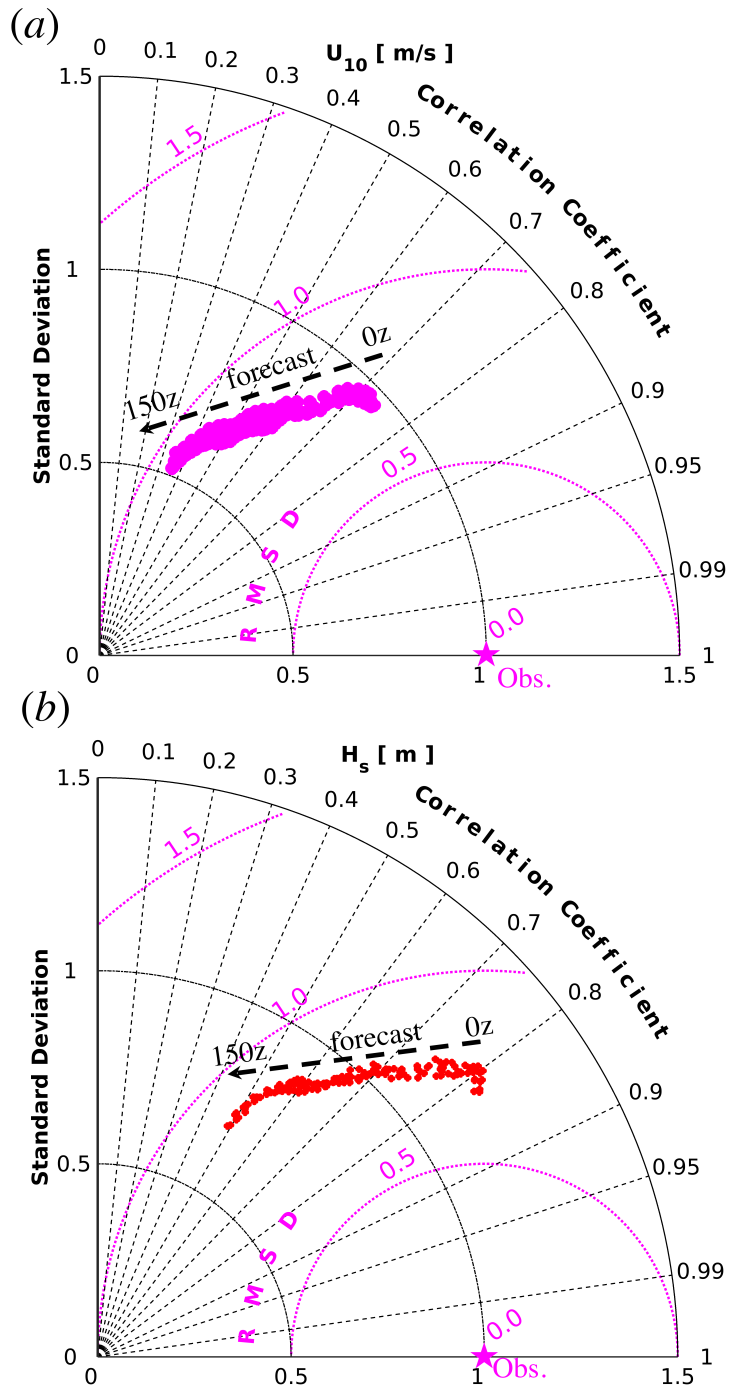 (a)
U10 [ m/s ]
0 0.1 0.2 0.3 0.4 0.5 0.6 0.7 0.8 0.9 0.95 0.99 1
Correlation Coefficient
Standard Deviation
1.5
1
0.5
0
1.5
1.0
0.5
0.0
0z
forecast
150z
RMSD
Obs.
0 0.5 1 1.5
(b)
Hs [ m ]
0 0.1 0.2 0.3 0.4 0.5 0.6 0.7 0.8 0.9 0.95 0.99 1
Correlation Coefficient
Standard Deviation
1.5
1
0.5
0
1.5
1.0
0.5
0.0
0z
forecast
150z
RMSD
Obs.
0 0.5 1 1.5